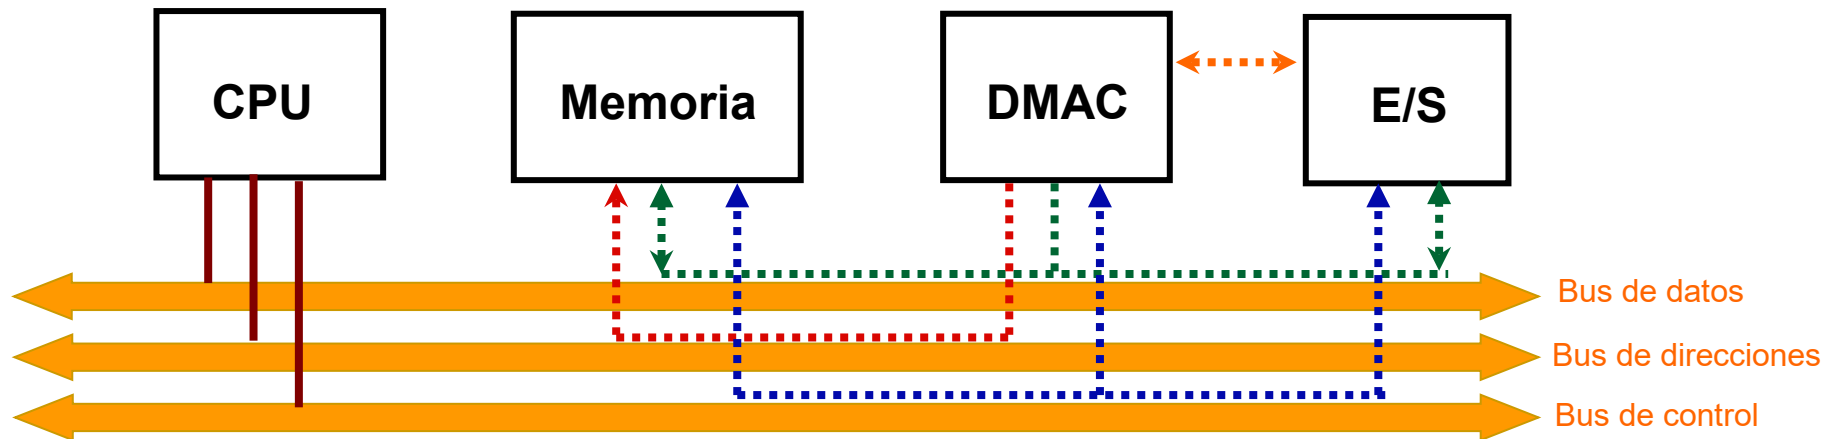 CPU
Memoria
DMAC
E/S
Bus de datos
Bus de direcciones
Bus de control